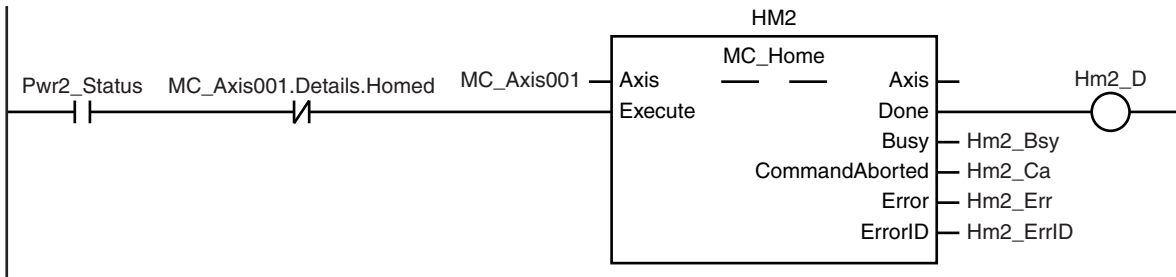 HM2
MC_Home
Pwr2_Status MC_Axis001.Details.Homed MC_Axis001 Axis Axis Hm2_D
Execute Done
Busy Hm2_Bsy
CommandAborted Hm2_Ca
Error Hm2_Err
ErrorID Hm2_ErrID